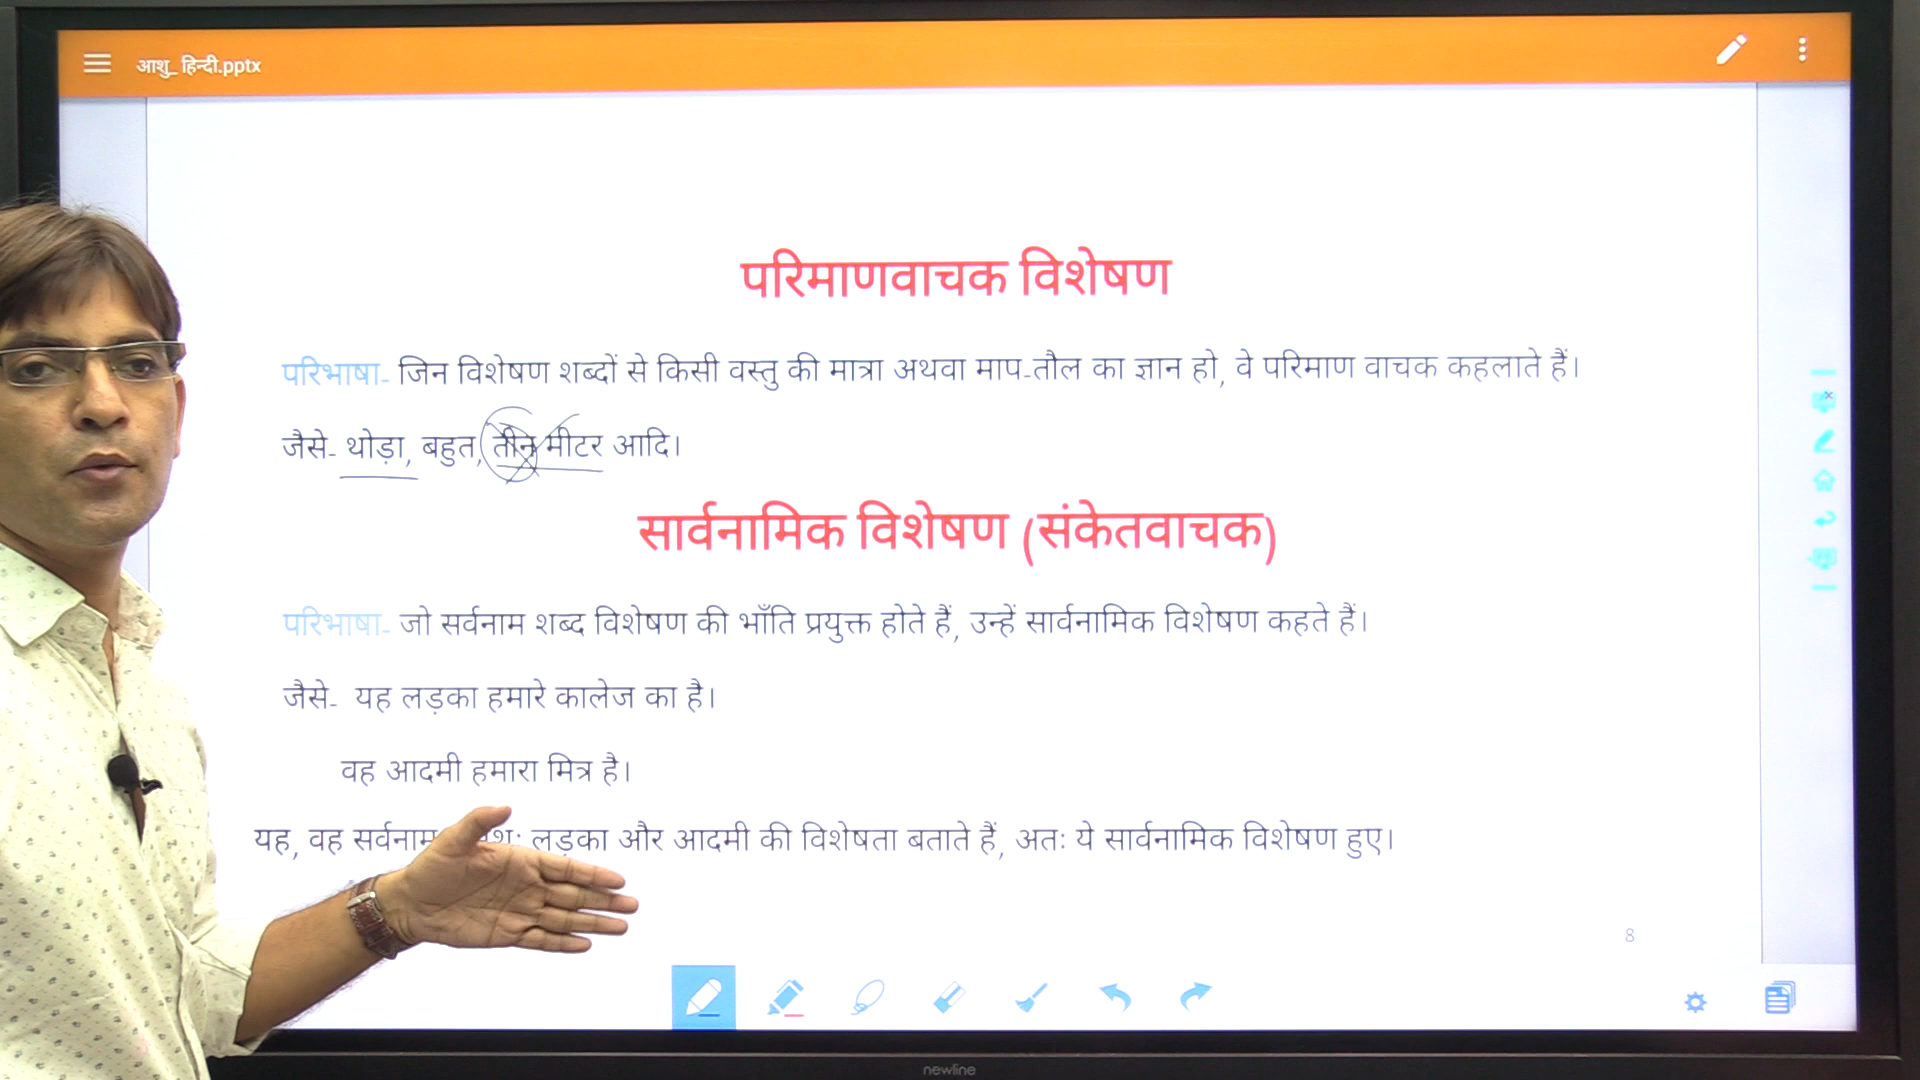 आशु_ हिन्दी.pptx
परिमाणवाचक विशेषण
परिभाषा- जिन विशेषण शब्दों से किसी वस्तु की मात्रा अथवा माप-तौल का ज्ञान हो, वे परिमाण वाचक कहलाते हैं।
जैसे- थोड़ा, बहुत, तीन मीटर आदि।
सार्वनामिक विशेषण (संकेतवाचक)
परिभाषा- जो सर्वनाम शब्द विशेषण की भाँति प्रयुक्त होते हैं, उन्हें सार्वनामिक विशेषण कहते हैं।
जैसे- यह लड़का हमारे कालेज का है।
वह आदमी हमारा मित्र है।
यह, वह सर्वनाम लड़का और आदमी की विशेषता बताते हैं, अतः ये सार्वनामिक विशेषण हुए।
8
newline